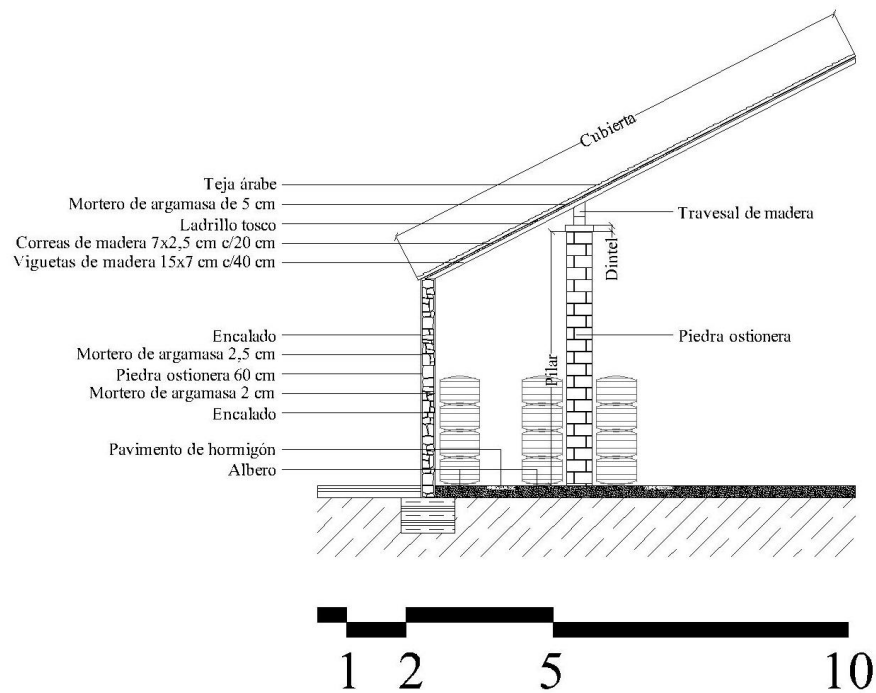 Cubierta
Teja árabe
Mortero de argamasa de 5 cm
Ladrillo tosco
Correas de madera 7x2,5 cm c/20 cm
Viguetas de madera 15x7 cm c/40 cm
Travesal de madera
Dintel
Encalado
Mortero de argamasa 2,5 cm
Piedra ostionera 60 cm
Mortero de argamasa 2 cm
Encalado
Piedra ostionera
Pilar
Pavimento de hormigón
Albero
1 2 5 10